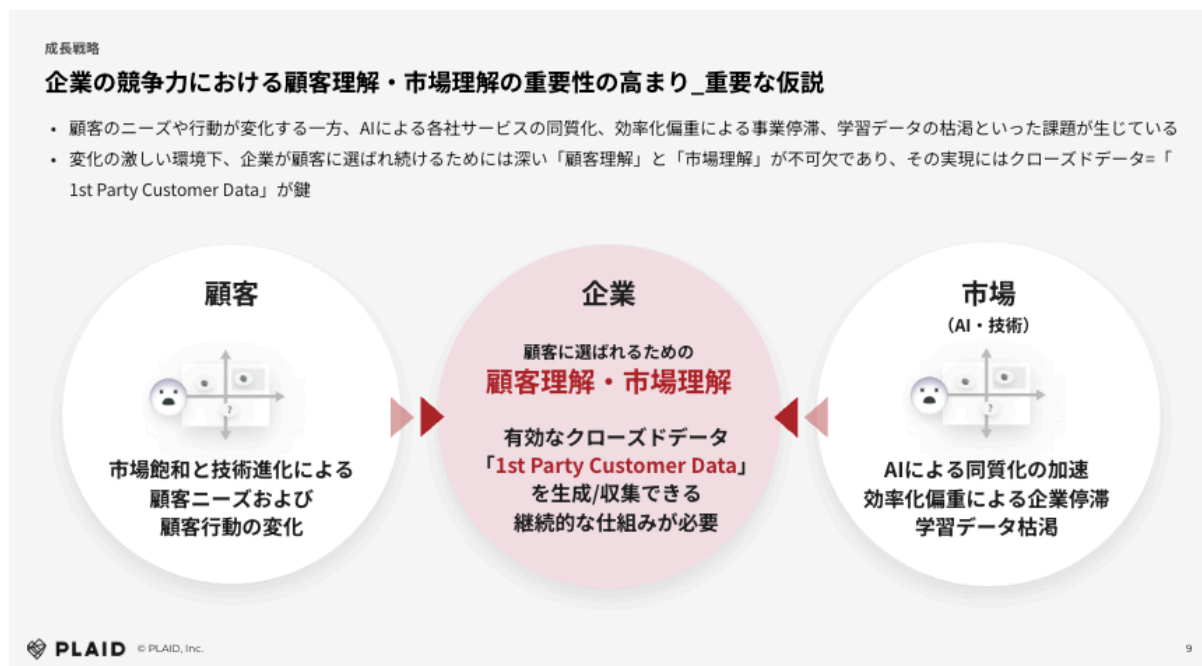 成長戦略
企業の競争力における顧客理解・市場理解の重要性の高まり_重要な仮説
• 顧客のニーズや行動が変化する一方、AIによる各社サービスの同質化、効率化偏重による事業停滞、学習データの枯渇といった課題が生じている
• 変化の激しい環境下、企業が顧客に選ばれ続けるためには深い「顧客理解」と「市場理解」が不可欠であり、その実現にはクローズドデータ=「
1st Party Customer Data」が鍵
顧客
?
市場飽和と技術進化による
顧客ニーズおよび
顧客行動の変化
企業
顧客に選ばれるための
顧客理解・市場理解
有効なクローズドデータ
「1st Party Customer Data」
を生成/収集できる
継続的な仕組みが必要
市場
（AI・技術）
?
AIによる同質化の加速
効率化偏重による企業停滞
学習データ枯渇
PLAID © PLAID, Inc.
9